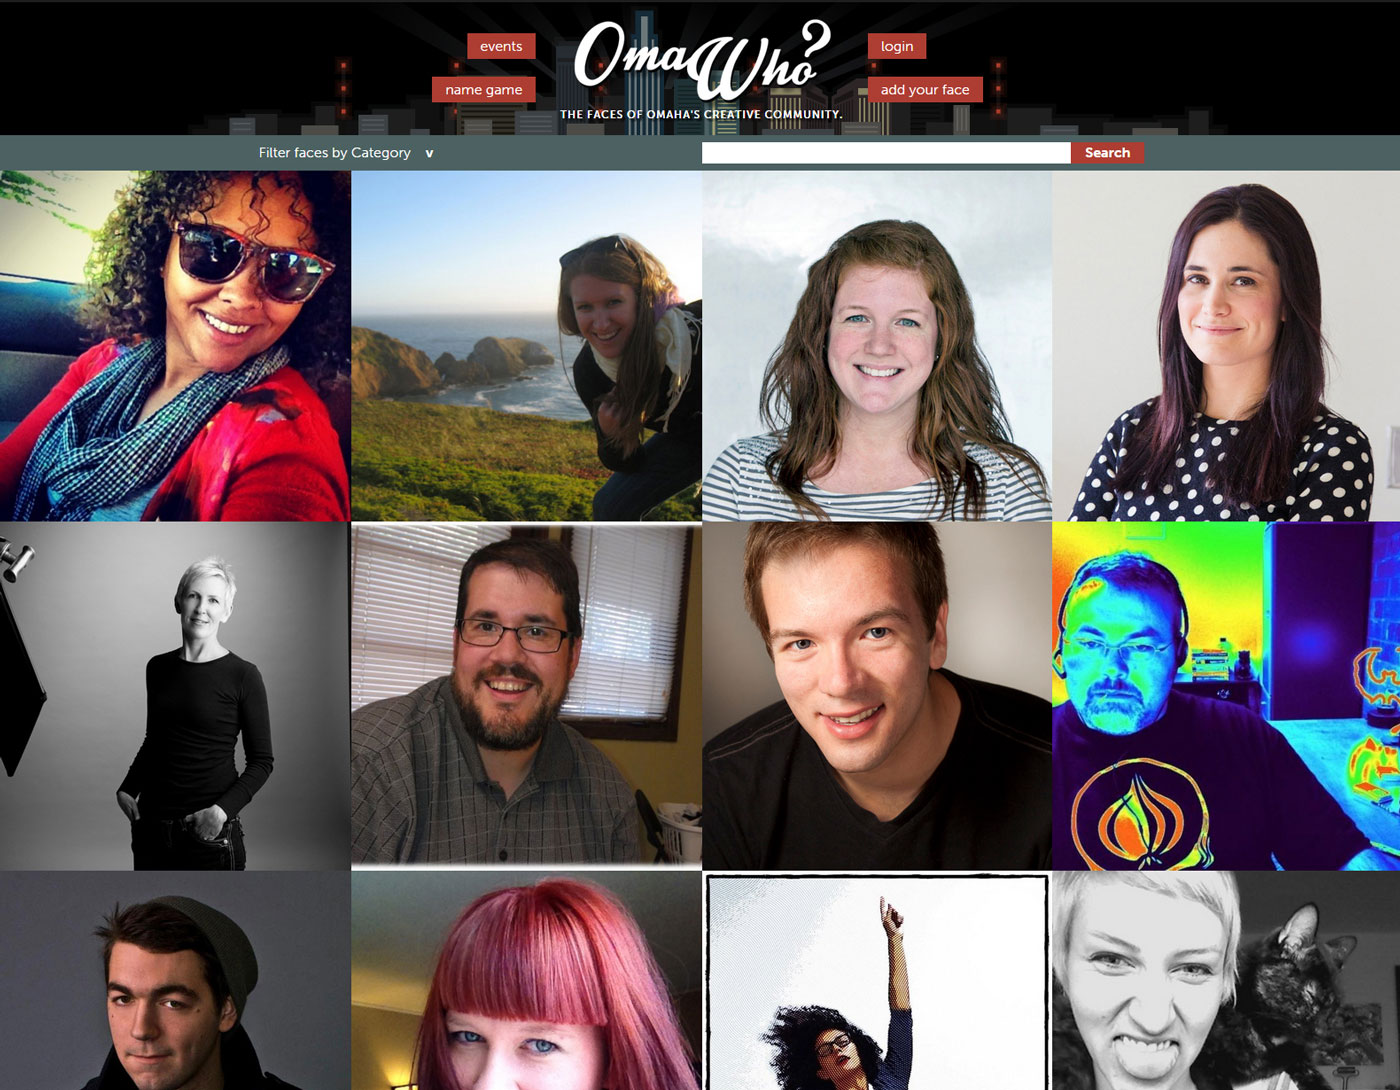 events
name game
OmaWho?
THE FACES OF OMAHA'S CREATIVE COMMUNITY.
login
add your face
Filter faces by Category v
Search